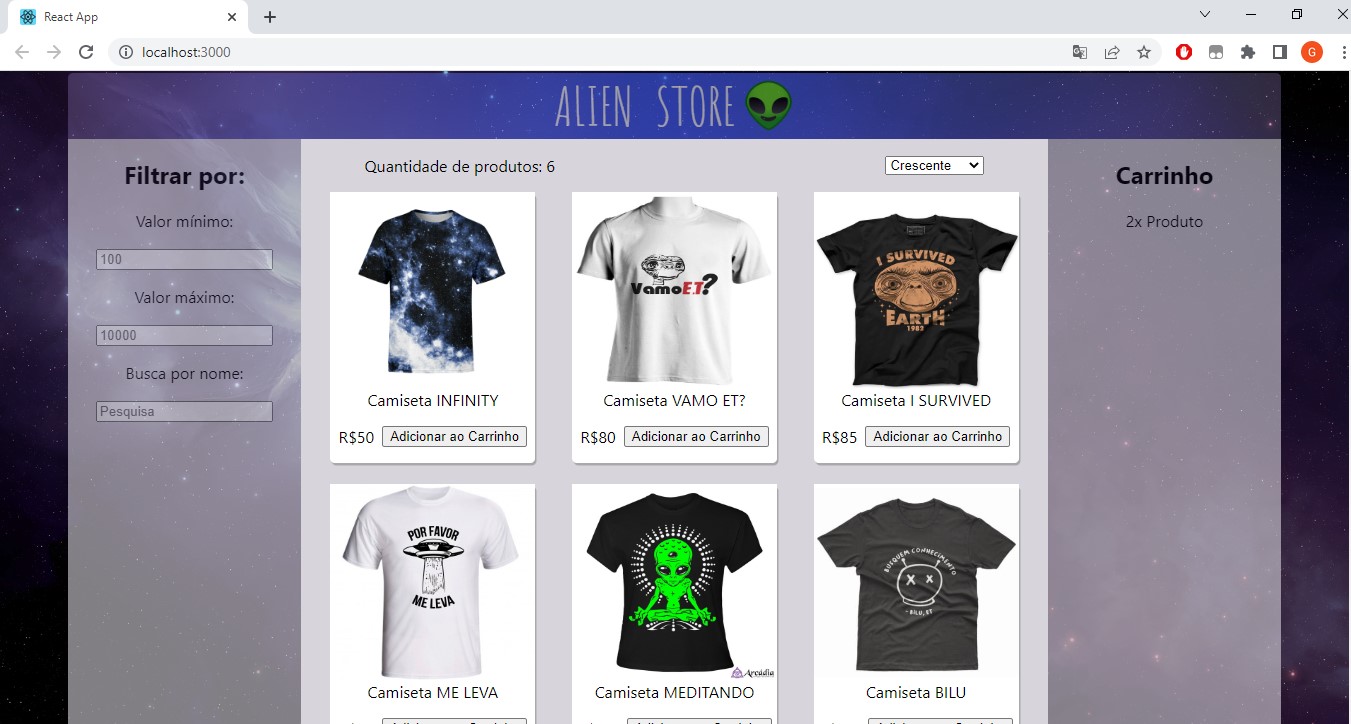 React App
localhost:3000
G
ALIEN STORE
Filtrar por:
Valor mínimo:
100
Valor máximo:
10000
Busca por nome:
Pesquisa
Quantidade de produtos: 6
Crescente
Carrinho
2x Produto
VamoE.T?
I SURVIVED
EARTH
1982
Camiseta INFINITY
Camiseta VAMO ET?
Camiseta I SURVIVED
R$50 Adicionar ao Carrinho
R$80 Adicionar ao Carrinho
R$85 Adicionar ao Carrinho
POR FAVOR
ME LEVA
Arcádia
BUSQUEM CONHECIMENTO
- BILU, ET
Camiseta ME LEVA
Camiseta MEDITANDO
Camiseta BILU